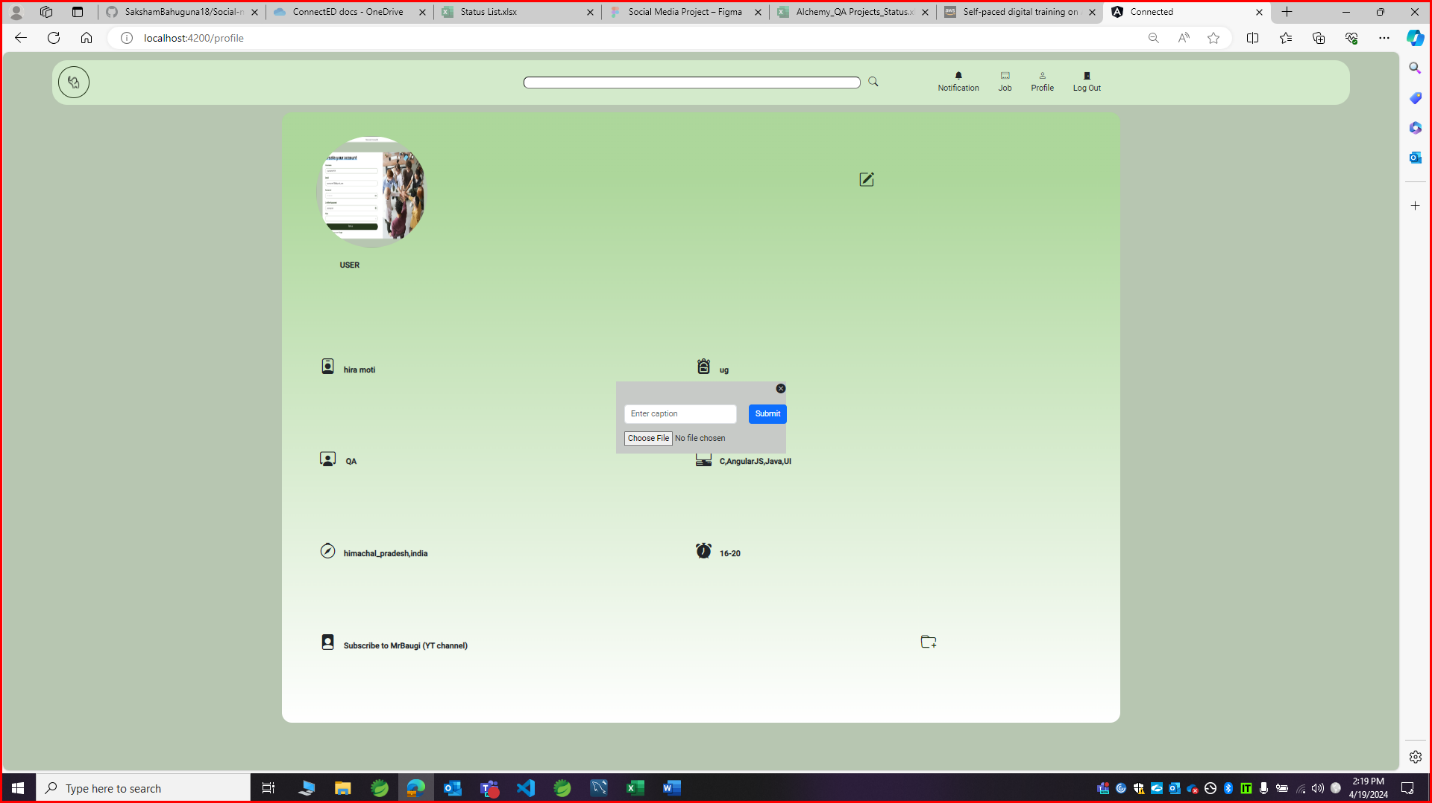 SakshamBahuguna18/Social-n
ConnectED docs - OneDrive
Status List.xlsx
Social Media Project – Figma
Alchemy_QA Projects_Status.x
Self-paced digital training on
Connected
localhost:4200/profile
Notification
Job
Profile
Log Out
USER
hira moti
ug
Enter caption
Submit
Choose File No file chosen
QA
C,AngularJS,Java,UI
himachal_pradesh,india
16-20
Subscribe to MrBaugi (YT channel)
Type here to search
2:19 PM
4/19/2024